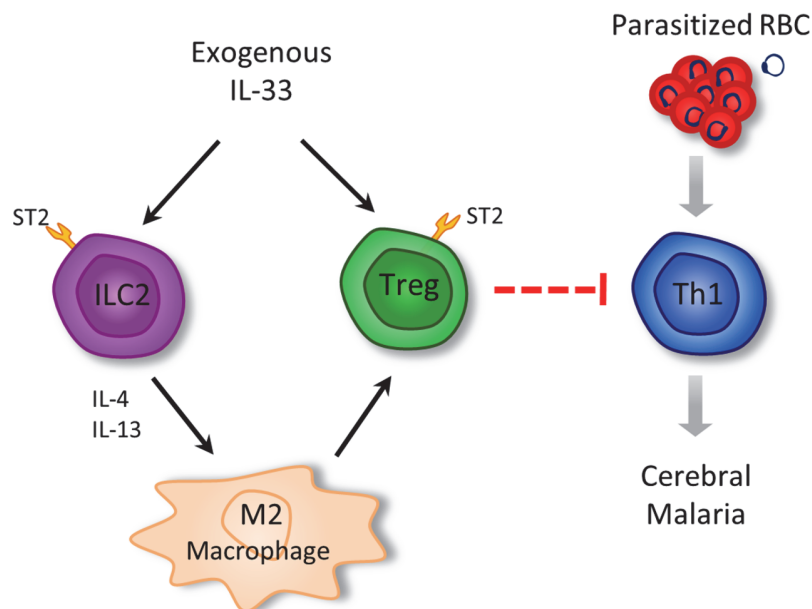 Parasitized RBC
Exogenous
IL-33
ST2
ST2
ILC2
Treg
Th1
IL-4
IL-13
M2
Macrophage
Cerebral
Malaria